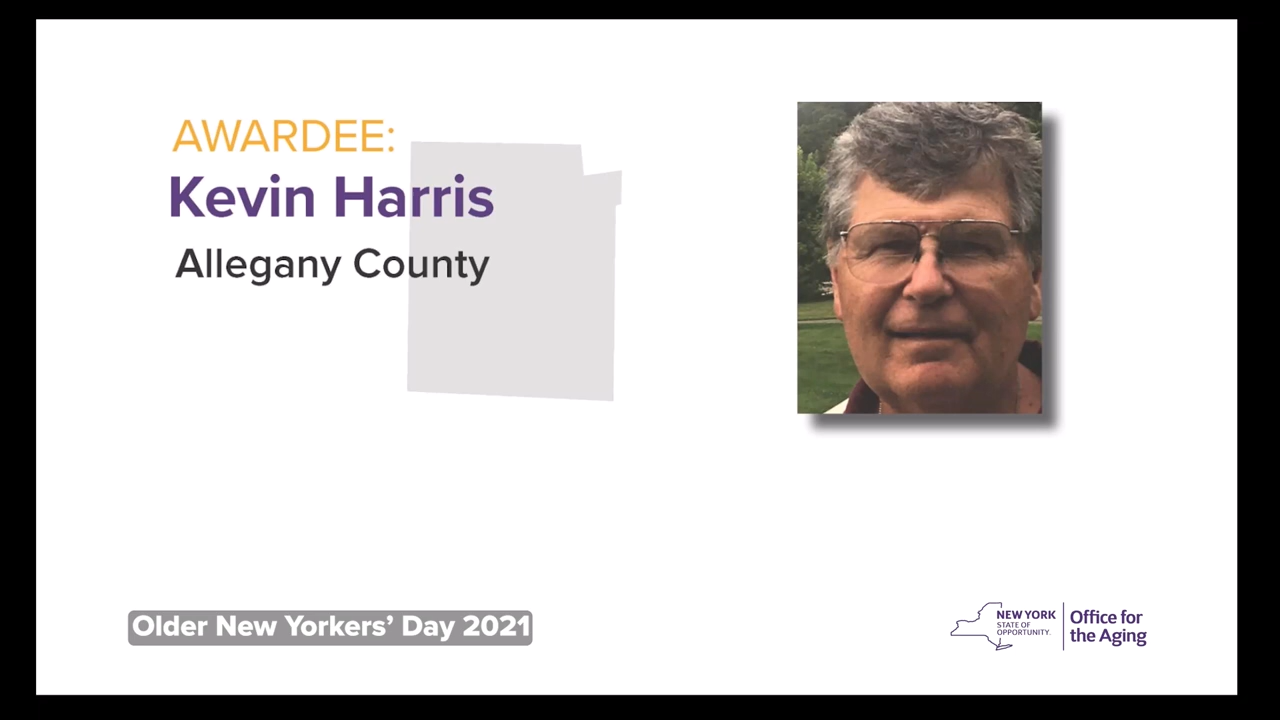 AWARDEE:
Kevin Harris
Allegany County
Older New Yorkers’ Day 2021
NEW YORK
STATE OF
OPPORTUNITY.
Office for
the Aging